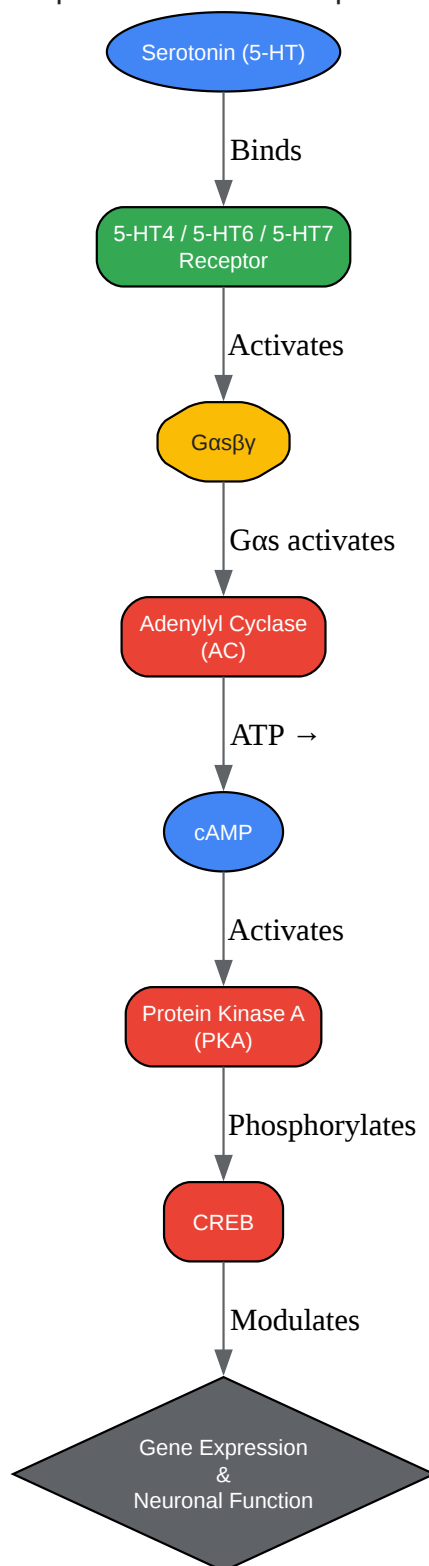 Serotonin (5-HT)
Binds
5-HT4 / 5-HT6 / 5-HT7
Receptor
Activates
Gαsβγ
Gαs activates
Adenylyl Cyclase
(AC)
ATP →
cAMP
Activates
Protein Kinase A
(PKA)
Phosphorylates
CREB
Modulates
Gene Expression
&
Neuronal Function